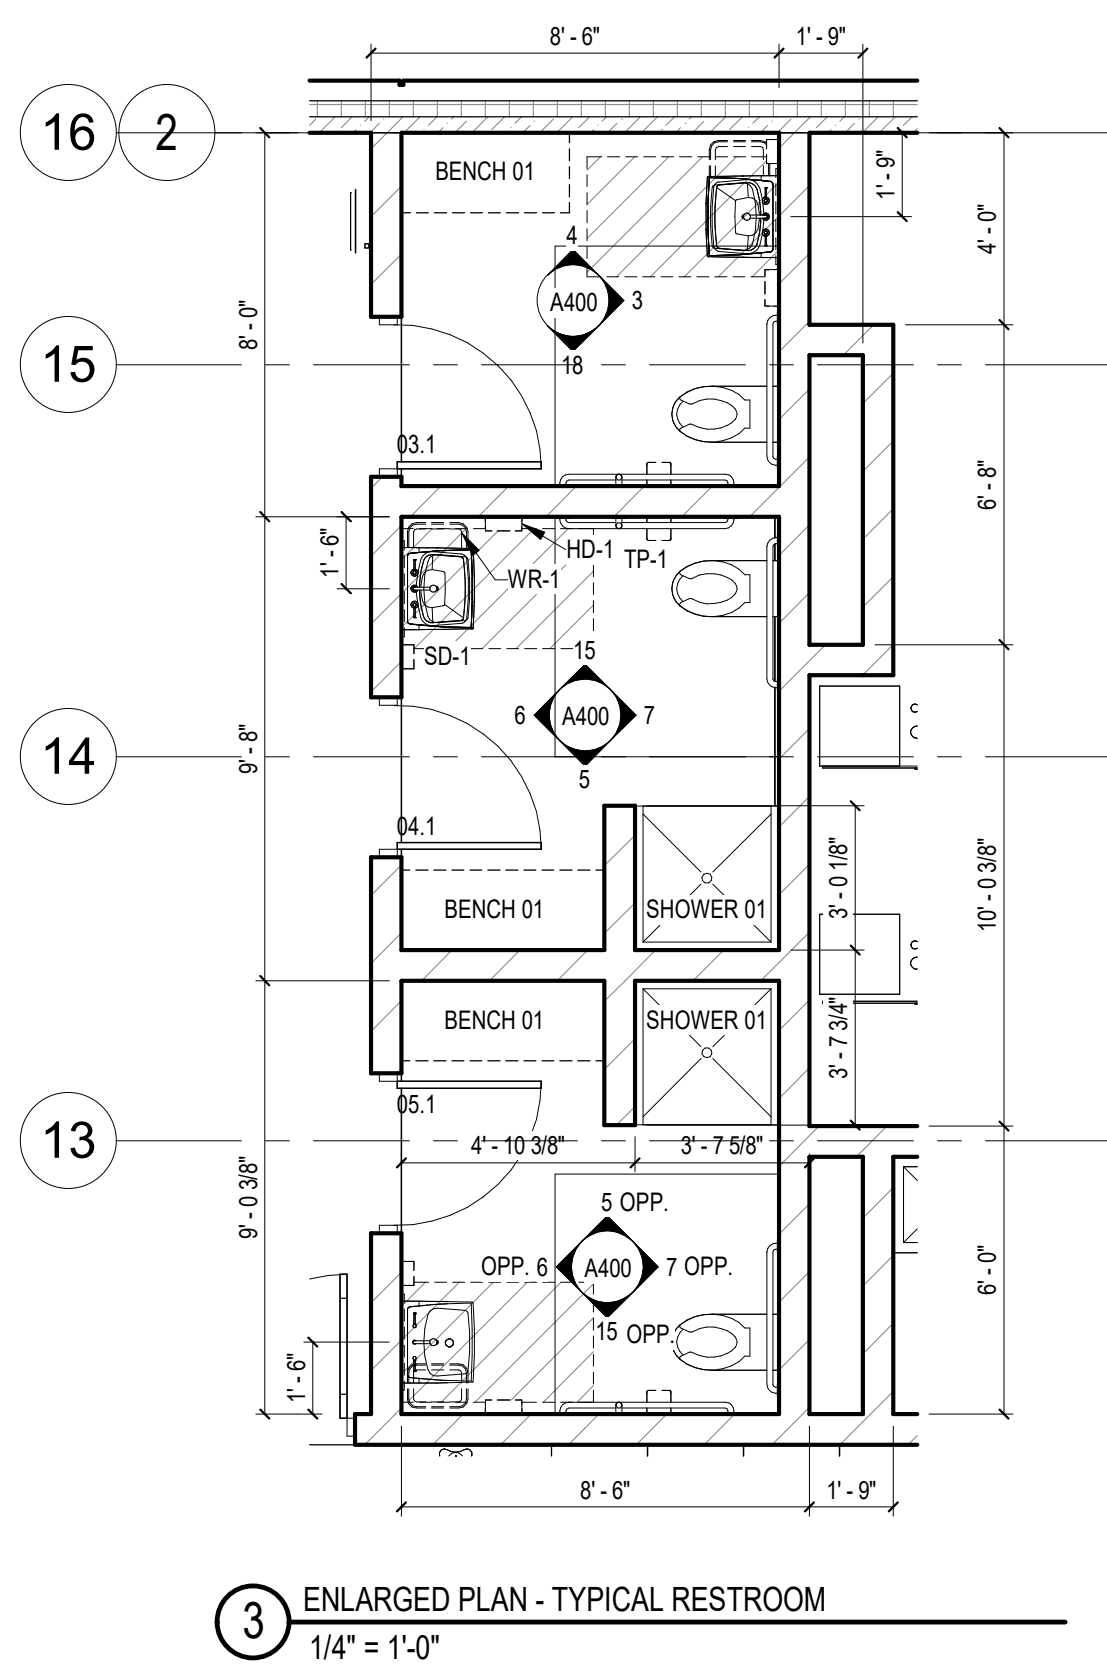 8' - 6"
1' - 9"
16
2
BENCH 01
1' - 9"
4' - 0"
4
A400
3
18
8' - 0"
15
03.1
6' - 8"
1' - 6"
HD-1
TP-1
WR-1
SD-1
15
6
A400
7
5
14
9' - 8"
04.1
BENCH 01
SHOWER 01
3' - 0 1/8"
10' - 0 3/8"
BENCH 01
SHOWER 01
3' - 7 3/4"
05.1
13
4' - 10 3/8"
3' - 7 5/8"
9' - 0 3/8"
5 OPP.
OPP. 6
A400
7 OPP.
15 OPP.
6' - 0"
1' - 6"
8' - 6"
1' - 9"
3
ENLARGED PLAN - TYPICAL RESTROOM
1/4" = 1'-0"